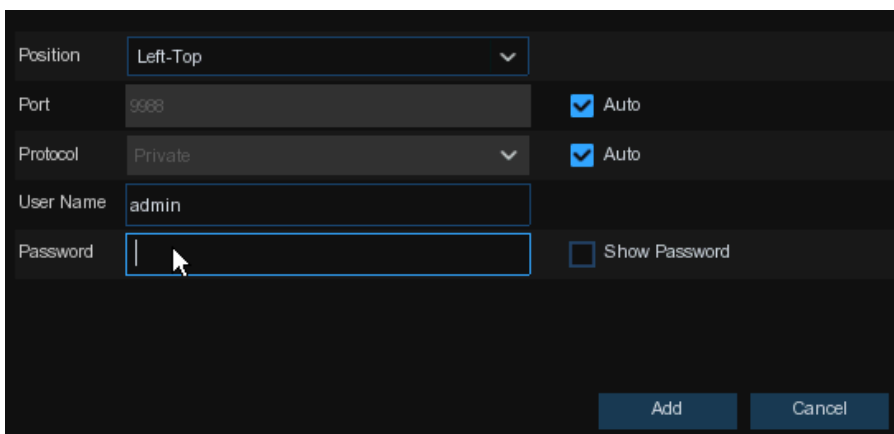 Position Left-Top
Port 9988 Auto
Protocol Private Auto
User Name admin
Password Show Password
Add Cancel